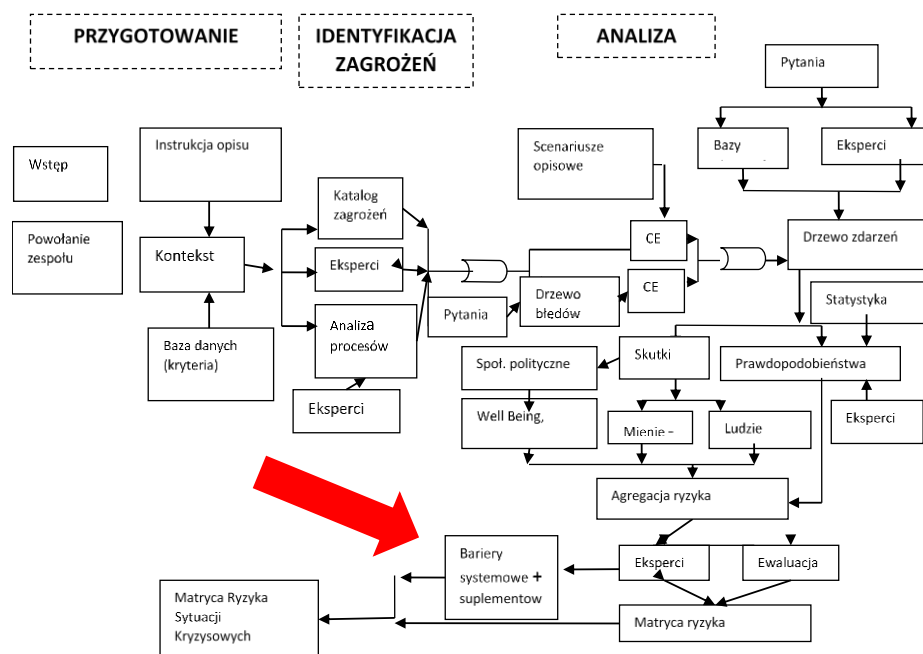 PRZYGOTOWANIE
IDENTYFIKACJA
ZAGROŻEŃ
ANALIZA
Pytania
Instrukcja opisu
Wstęp
Scenariusze
opisowe
Bazy
Eksperci
Katalog
zagrożeń
Powołanie
zespołu
Kontekst
Eksperci
CE
Drzewo zdarzeń
Pytania
Drzewo
błędów
CE
Statystyka
Baza danych
(kryteria)
Analiza
procesów
Społ. polityczne
Skutki
Prawdopodobieństwa
Eksperci
Well Being,
Mienie -
Ludzie
Eksperci
Agregacja ryzyka
Bariery
systemowe +
suplementow
Eksperci
Ewaluacja
Matryca Ryzyka
Sytuacji
Kryzysowych
Matryca ryzyka